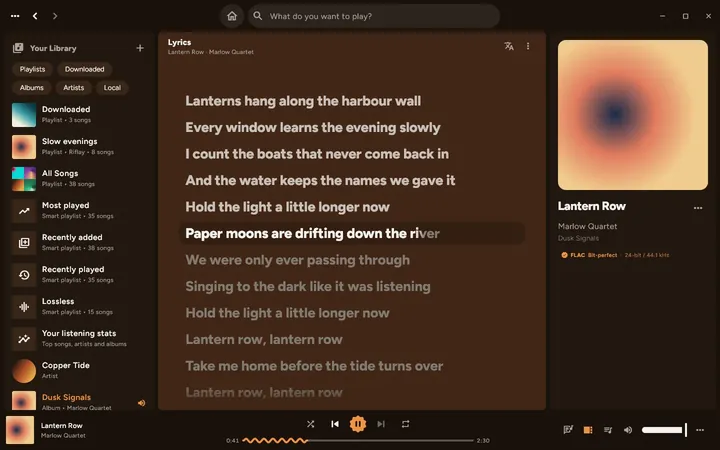 What do you want to play?
Your Library
Playlists
Downloaded
Albums
Artists
Local
Downloaded
Playlist • 3 songs
Slow evenings
Playlist • Riflay • 8 songs
All Songs
Playlist • 38 songs
Most played
Smart playlist • 35 songs
Recently added
Smart playlist • 38 songs
Recently played
Smart playlist • 35 songs
Lossless
Smart playlist • 15 songs
Your listening stats
Top songs, artists and albums
Copper Tide
Artist
Dusk Signals
Album • Marlow Quartet
Lyrics
Lantern Row · Marlow Quartet
Lanterns hang along the harbour wall
Every window learns the evening slowly
I count the boats that never come back in
And the water keeps the names we gave it
Hold the light a little longer now
Paper moons are drifting down the river
We were only ever passing through
Singing to the dark like it was listening
Hold the light a little longer now
Lantern row, lantern row
Take me home before the tide turns over
Lantern row, lantern row
Lantern Row
Marlow Quartet
Dusk Signals
FLAC Bit-perfect · 24-bit / 44.1 kHz
Lantern Row
Marlow Quartet
0:41
2:30